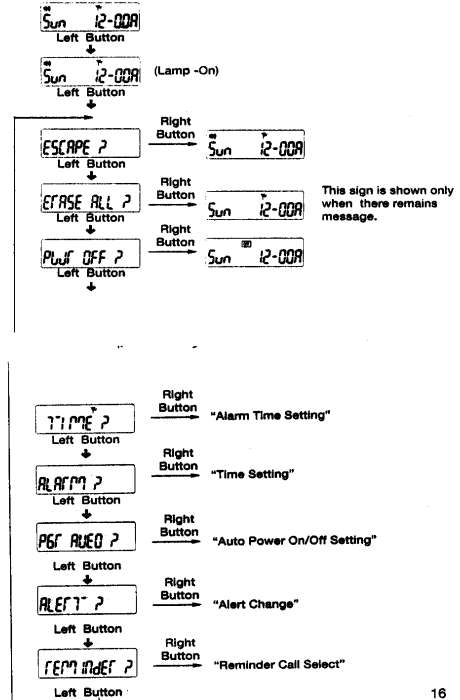 Sun 12-00A
Left Button
Sun 12-00A (Lamp -On)
Left Button
Right
Button
ESCAPE ? Sun 12-00A
Left Button
Right
Button
ErASE ALL ? Sun 12-00A
This sign is shown only
when there remains
message.
Left Button
Right
Button
PWr OFF ? Sun 12-00A
Left Button
Right
Button
TIME ? "Alarm Time Setting"
Left Button
Right
Button
ALArM ? "Time Setting"
Left Button
Right
Button
PGr AUEO ? "Auto Power On/Off Setting"
Left Button
Right
Button
ALErT ? "Alert Change"
Left Button
Right
Button
rEMINdEr ? "Reminder Call Select"
Left Button
16